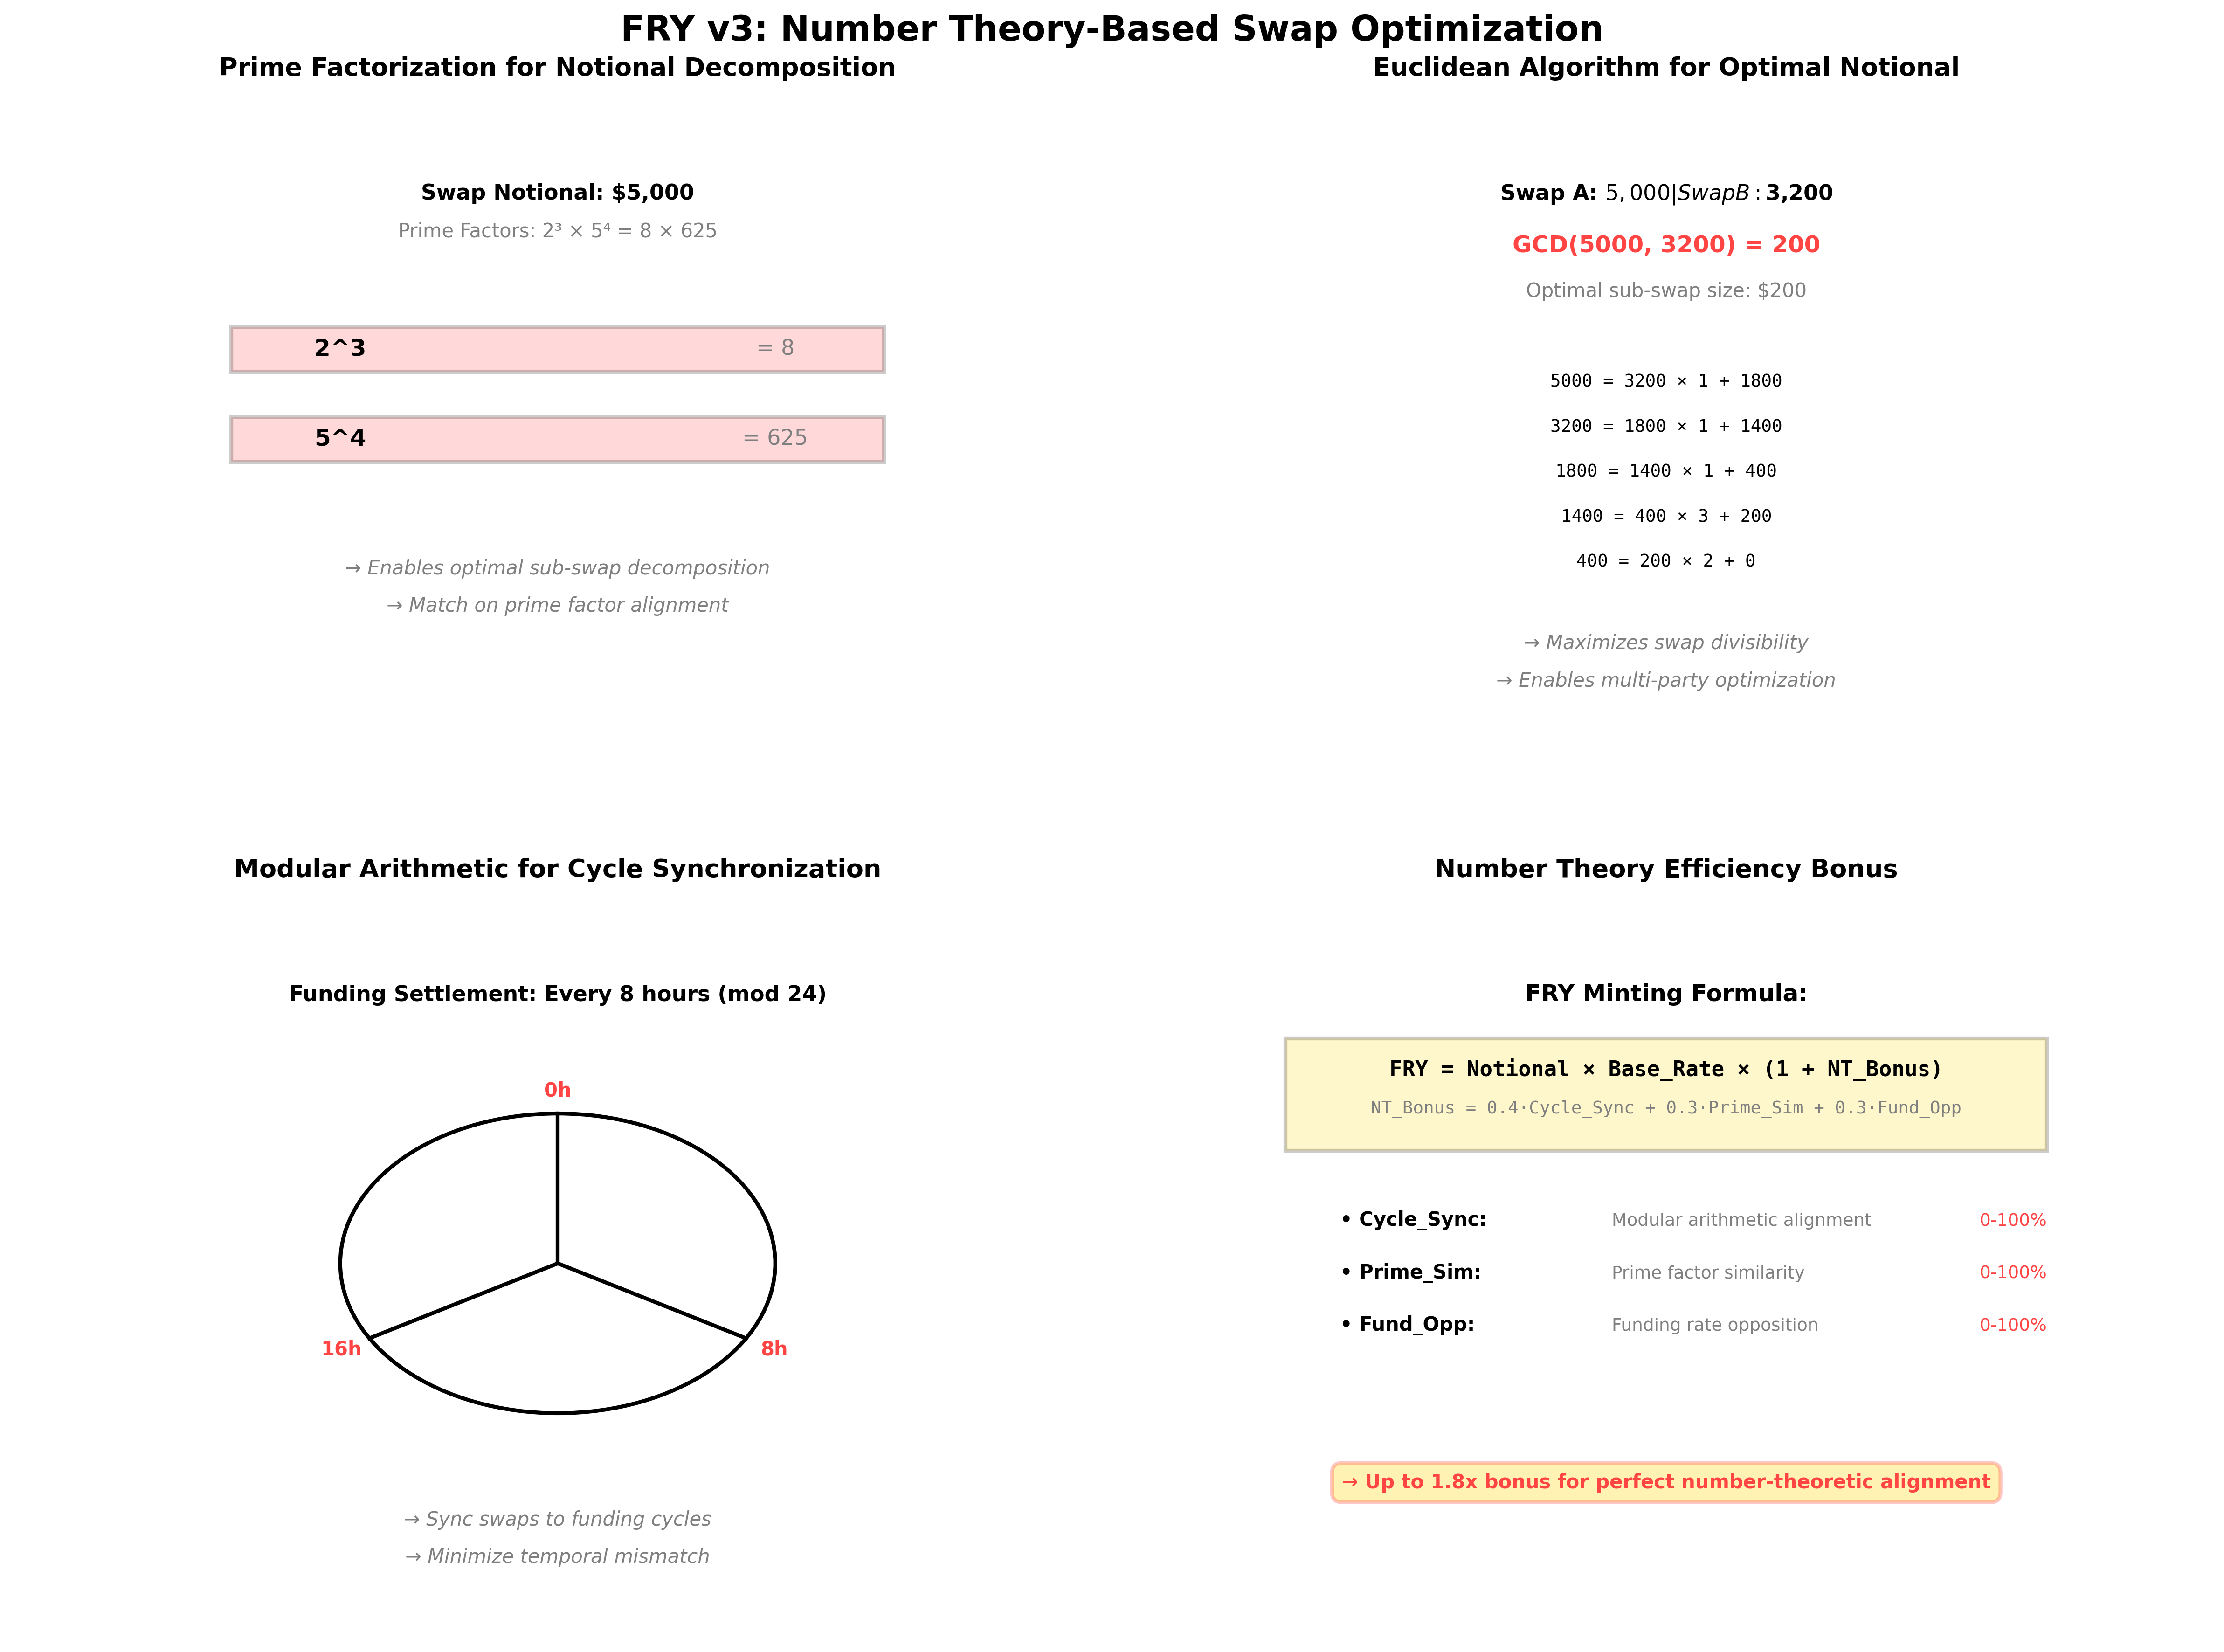 FRY v3: Number Theory-Based Swap Optimization
Prime Factorization for Notional Decomposition
Swap Notional: $5,000
Prime Factors: 2³ × 5⁴ = 8 × 625
2^3 = 8
5^4 = 625
→ Enables optimal sub-swap decomposition
→ Match on prime factor alignment
Euclidean Algorithm for Optimal Notional
Swap A: 5,000|SwapB:3,200
GCD(5000, 3200) = 200
Optimal sub-swap size: $200
5000 = 3200 × 1 + 1800
3200 = 1800 × 1 + 1400
1800 = 1400 × 1 + 400
1400 = 400 × 3 + 200
400 = 200 × 2 + 0
→ Maximizes swap divisibility
→ Enables multi-party optimization
Modular Arithmetic for Cycle Synchronization
Funding Settlement: Every 8 hours (mod 24)
0h
16h
8h
→ Sync swaps to funding cycles
→ Minimize temporal mismatch
Number Theory Efficiency Bonus
FRY Minting Formula:
FRY = Notional × Base_Rate × (1 + NT_Bonus)
NT_Bonus = 0.4·Cycle_Sync + 0.3·Prime_Sim + 0.3·Fund_Opp
• Cycle_Sync: Modular arithmetic alignment 0-100%
• Prime_Sim: Prime factor similarity 0-100%
• Fund_Opp: Funding rate opposition 0-100%
→ Up to 1.8x bonus for perfect number-theoretic alignment